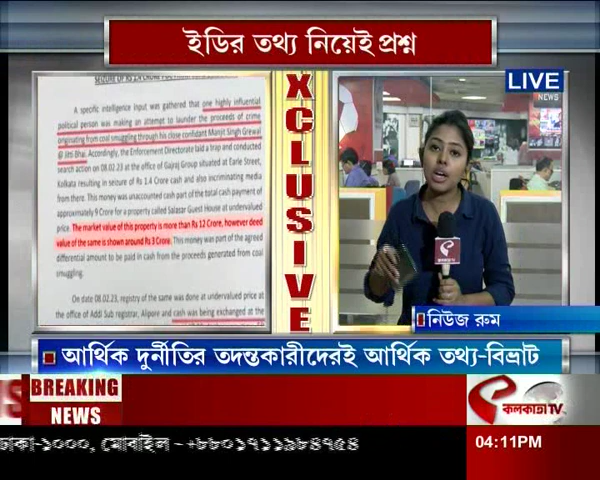 ইডির তথ্য নিয়েই প্রশ্ন
LIVE
NEWS
A specific intelligence input was gathered that one highly influential
political person was making an attempt to launder the proceeds of crime
originating from coal smuggling through his close confidant Manjit Singh Grewal
@ Jitti Bhai. Accordingly, the Enforcement Directorate laid a trap and conducted
search action on 08.02.23 at the office of Gajraj Group situated at Earle Street,
Kolkata resulting in seizure of Rs 1.4 Crore cash and also incriminating media
from there. This money was unaccounted cash part of the total cash payment of
approximately 9 Crore for a property called Salasar Guest House at undervalued
price. The market value of this property is more than Rs 12 Crore, however deed
value of the same is shown around Rs 3 Crore. This money was part of the agreed
differential amount to be paid in cash from the proceeds generated from coal
smuggling.
On date 08.02.23, registry of the same was done at undervalued price at
the office of Addl Sub registrar, Alipore and cash was being exchanged at the
XCLUSIVE
নিউজ রুম
আর্থিক দুর্নীতির তদন্তকারীদেরই আর্থিক তথ্য-বিভ্রাট
BREAKING
NEWS
কলকাতা TV
ঢাকা-১০০০, মোবাইল - +৮৮০১৭১১৯৮৪৭৫৪
04:11PM